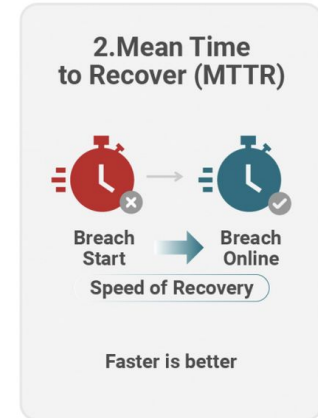 2.Mean Time
to Recover (MTTR)
Breach
Start
Breach
Online
Speed of Recovery
Faster is better